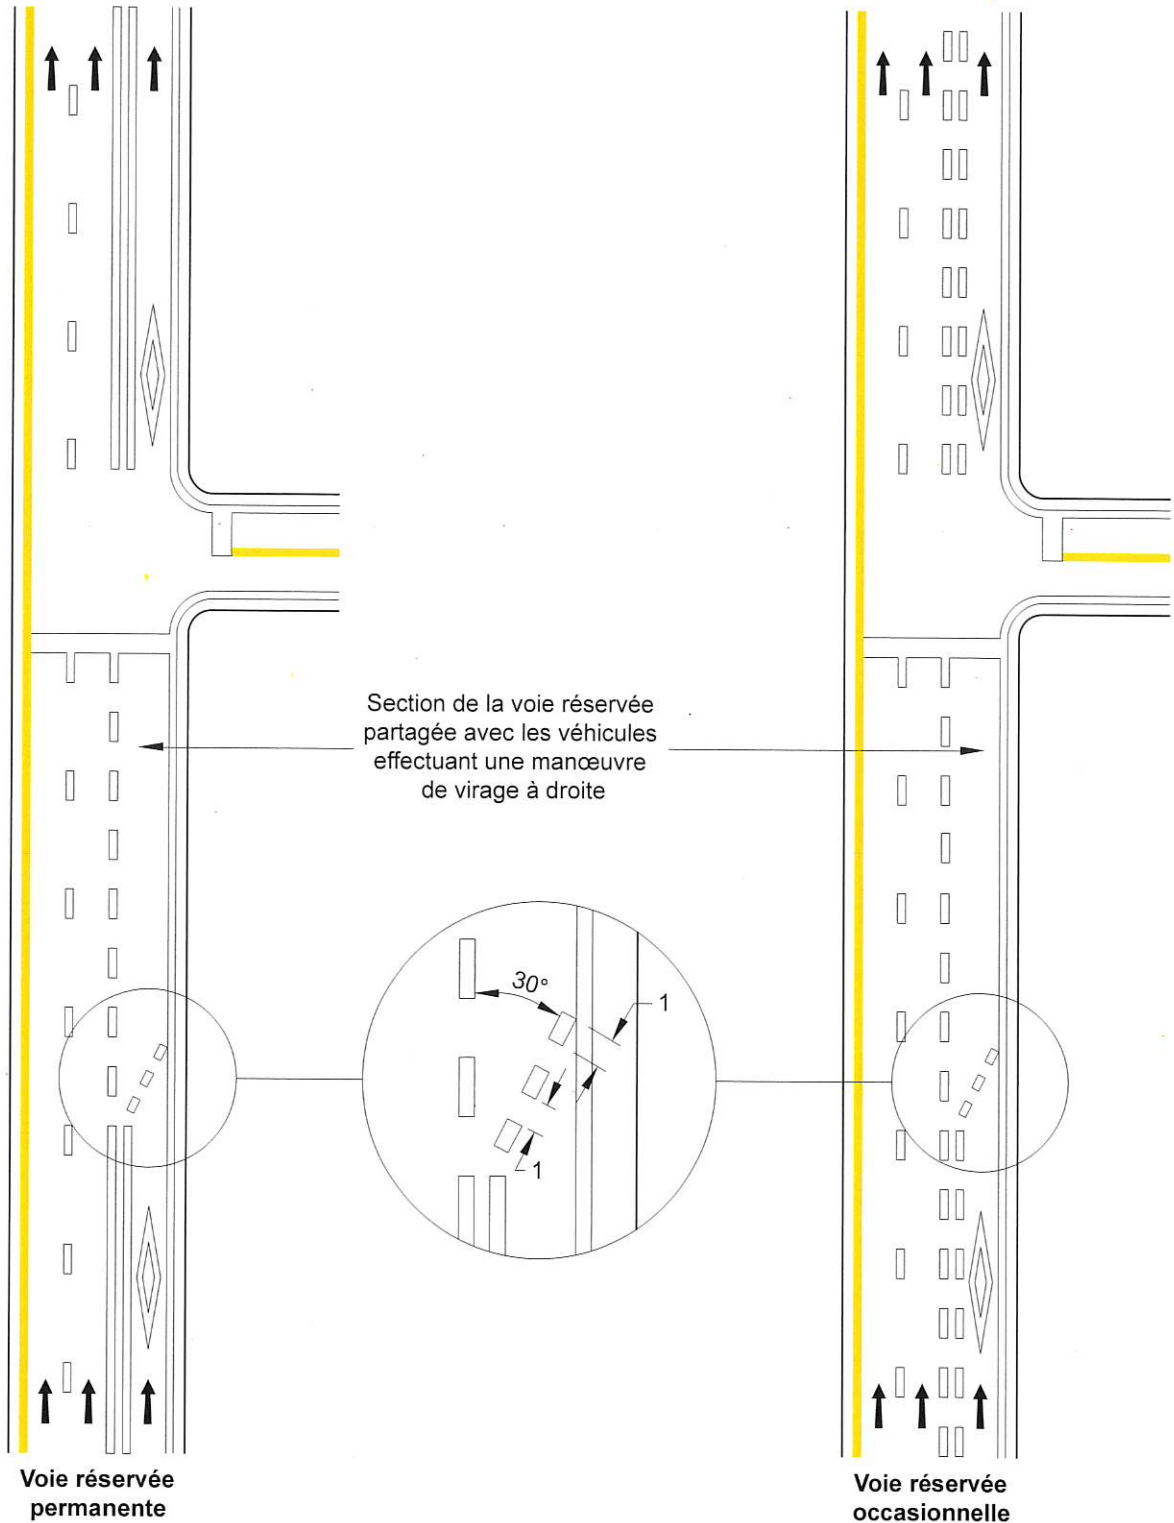 Section de la voie réservée
partagée avec les véhicules
effectuant une manœuvre
de virage à droite
30°
1
1
Voie réservée
permanente
Voie réservée
occasionnelle